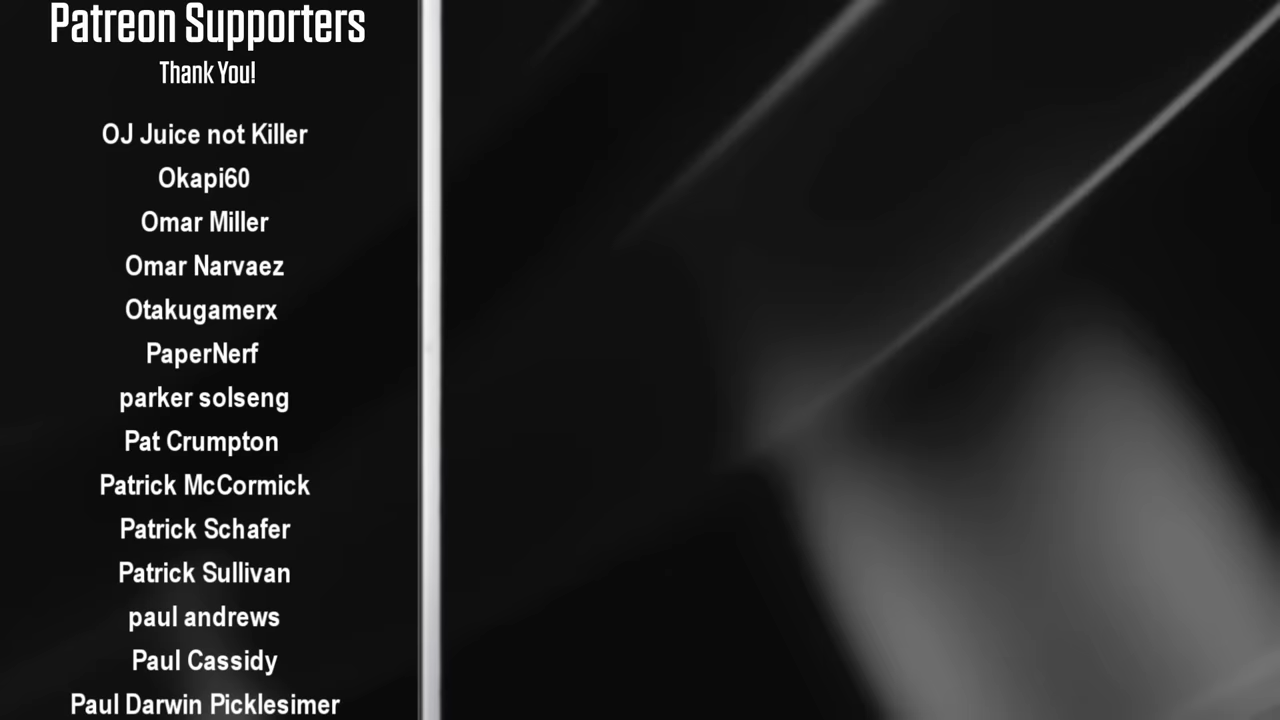 Patreon Supporters
Thank You!
OJ Juice not Killer
Okapi60
Omar Miller
Omar Narvaez
Otakugamerx
PaperNerf
parker solseng
Pat Crumpton
Patrick McCormick
Patrick Schafer
Patrick Sullivan
paul andrews
Paul Cassidy
Paul Darwin Picklesimer